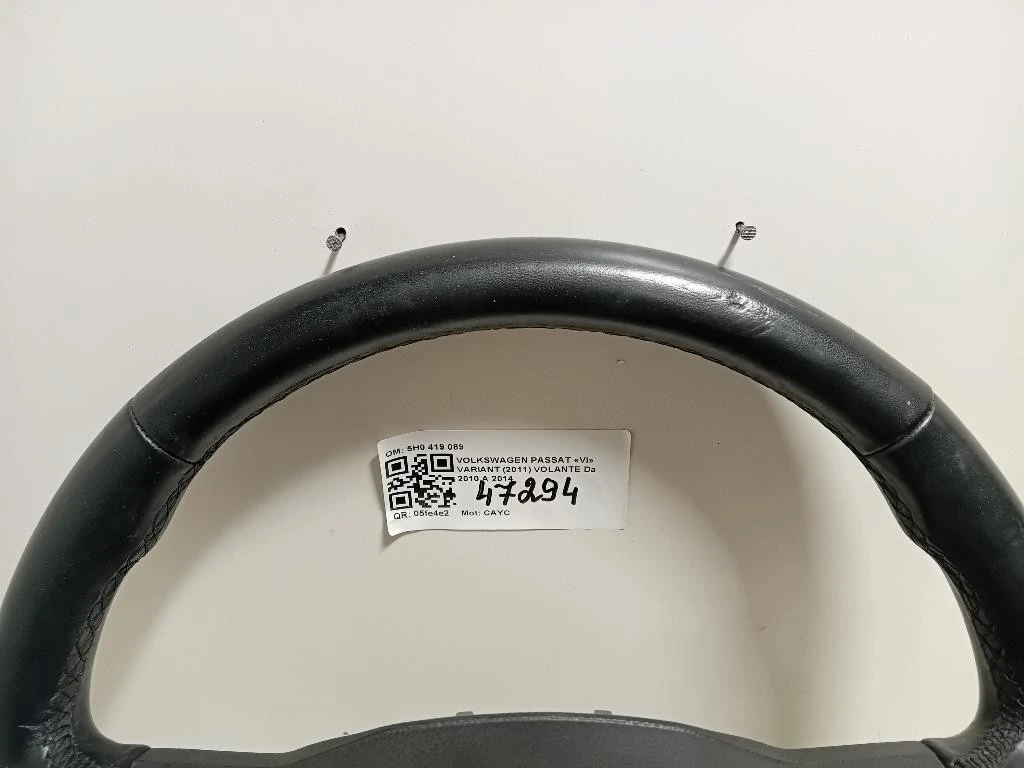 OM: 5H0 419 089
VOLKSWAGEN PASSAT «VI»
VARIANT (2011) VOLANTE Da
2010 A 2014
47294
QR: 05fe4e2 Mot: CAYC